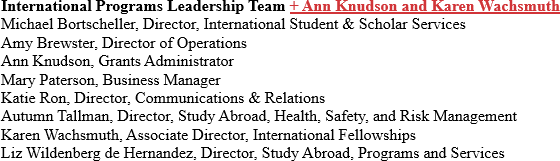 International Programs Leadership Team + Ann Knudson and Karen Wachsmuth
Michael Bortscheller, Director, International Student & Scholar Services
Amy Brewster, Director of Operations
Ann Knudson, Grants Administrator
Mary Paterson, Business Manager
Katie Ron, Director, Communications & Relations
Autumn Tallman, Director, Study Abroad, Health, Safety, and Risk Management
Karen Wachsmuth, Associate Director, International Fellowships
Liz Wildenberg de Hernandez, Director, Study Abroad, Programs and Services